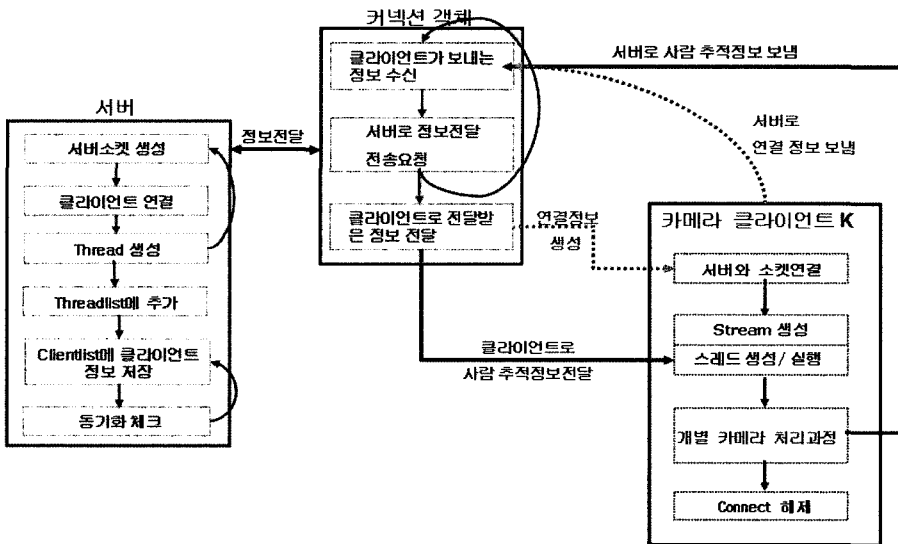 커넥션 객체
클라이언트가 보내는
정보 수신
서버로 정보전달
전송요청
클라이언트로 전달받
은 정보 전달
서버로 사람 추적정보 보냄
서버로
연결 정보 보냄
서버
서버소켓 생성
클라이언트 연결
Thread 생성
Threadlist에 추가
Clientlist에 클라이언트
정보 저장
동기화 체크
정보전달
연결정보
생성
클라이언트로
사람 추적정보전달
카메라 클라이언트 K
서버와 소켓연결
Stream 생성
스레드 생성/ 실행
개별 카메라 처리과정
Connect 해제